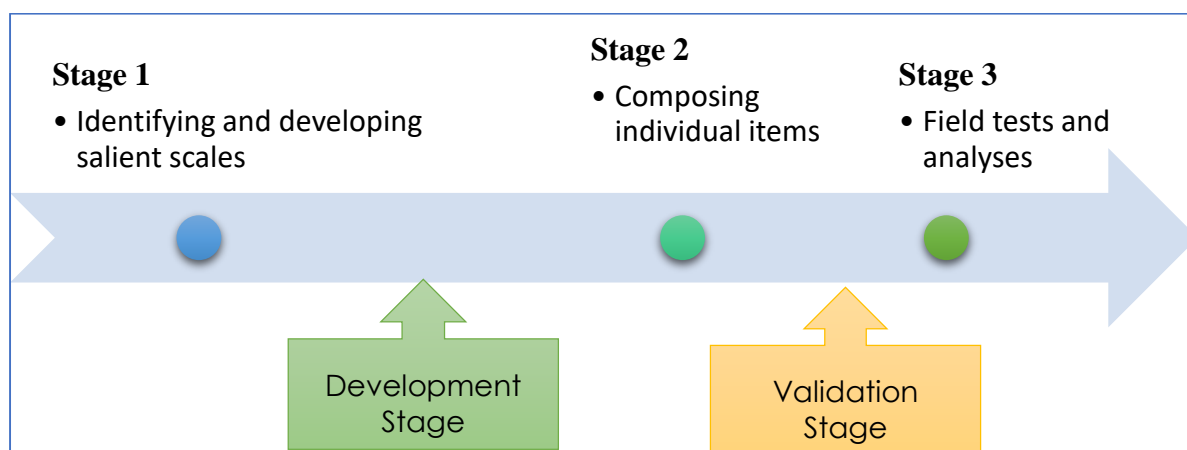 Stage 1
• Identifying and developing
salient scales
Stage 2
• Composing
individual items
Stage 3
• Field tests and
analyses
Development
Stage
Validation
Stage